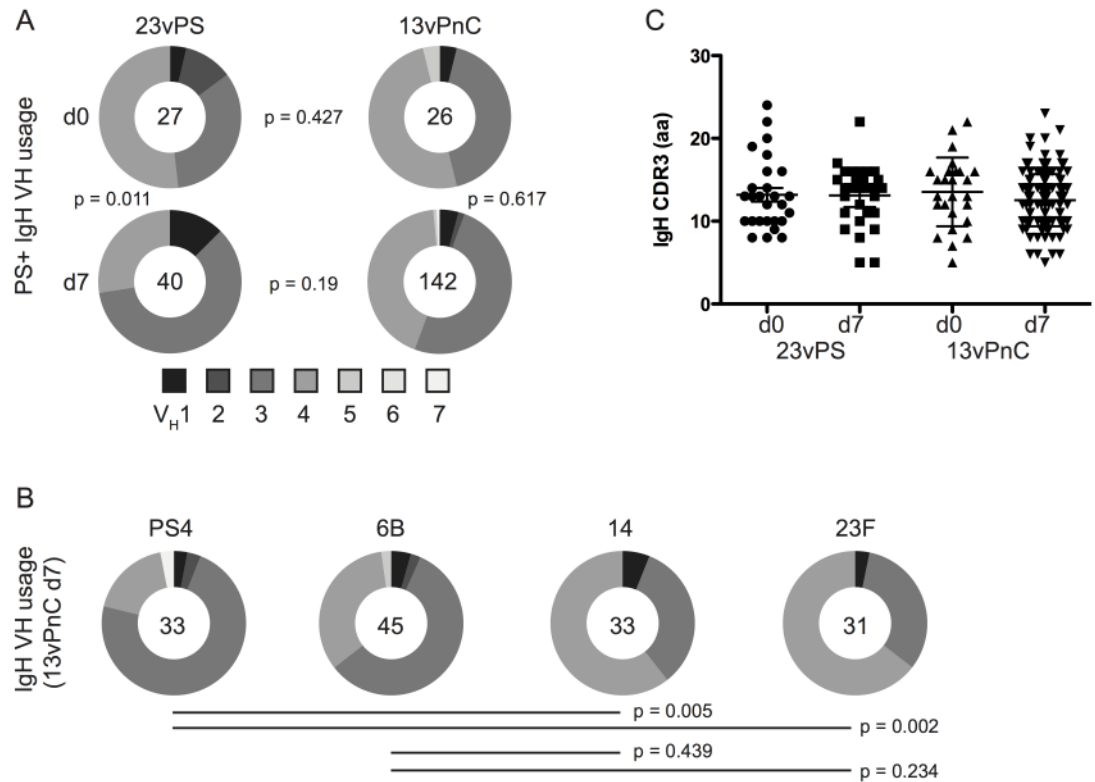 A
23vPS
13vPnC
PS+ IgH VH usage
d0
27
p = 0.427
26
p = 0.011
p = 0.617
d7
40
p = 0.19
142
VH1 2 3 4 5 6 7
C
IgH CDR3 (aa)
30
20
10
0
d0 d7 d0 d7
23vPS 13vPnC
B
IgH VH usage
(13vPnC d7)
PS4 6B 14 23F
33 45 33 31
p = 0.005
p = 0.002
p = 0.439
p = 0.234